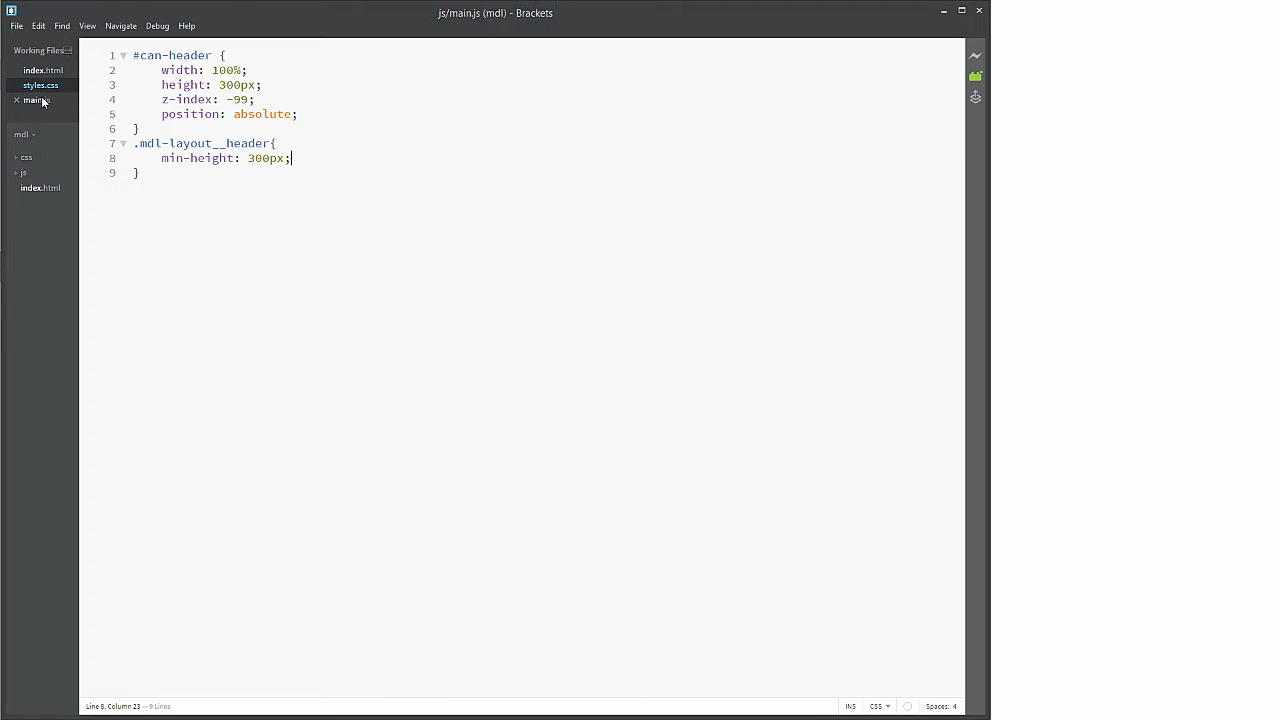 js/main.js (mdl) - Brackets
File Edit Find View Navigate Debug Help
Working Files
index.html
styles.css
main.js
mdl
css
js
index.html
1 #can-header {
2 width: 100%;
3 height: 300px;
4 z-index: -99;
5 position: absolute;
6 }
7 .mdl-layout__header{
8 min-height: 300px;
9 }
Line 8, Column 23 — 9 Lines
INS CSS Spaces: 4